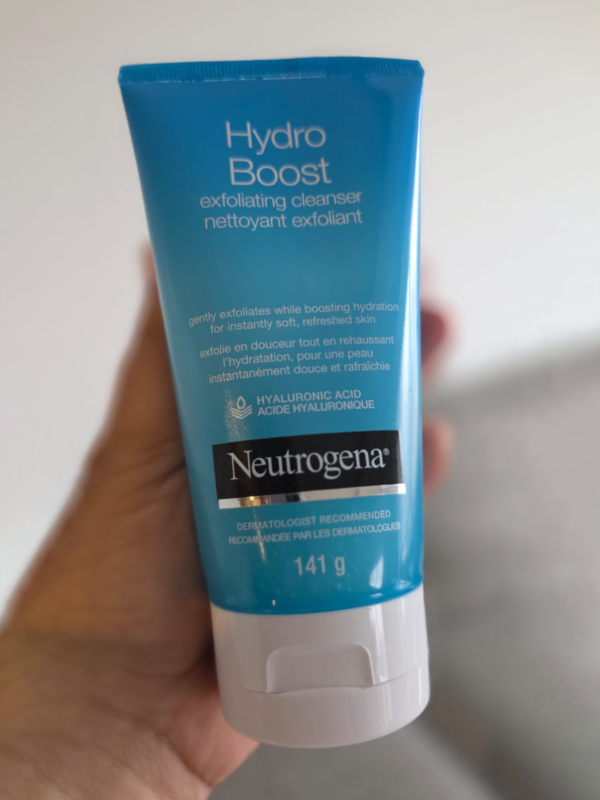 Hydro
Boost
exfoliating cleanser
nettoyant exfoliant
gently exfoliates while boosting hydration
for instantly soft, refreshed skin
exfolie en douceur tout en rehaussant
l'hydratation, pour une peau
instantanément douce et rafraîchie
HYALURONIC ACID
ACIDE HYALURONIQUE
Neutrogena®
DERMATOLOGIST RECOMMENDED
RECOMMANDÉE PAR LES DERMATOLOGUES
141 g